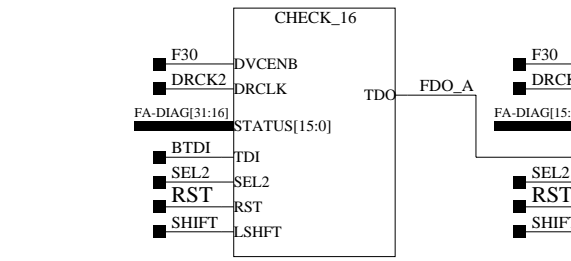 CHECK_16
F30
DVCENB
DRCK2
DRCLK
TDO
FDO_A
FA-DIAG[31:16]
STATUS[15:0]
BTDI
TDI
SEL2
SEL2
RST
RST
SHIFT
LSHFT
F30
SEL2
RST